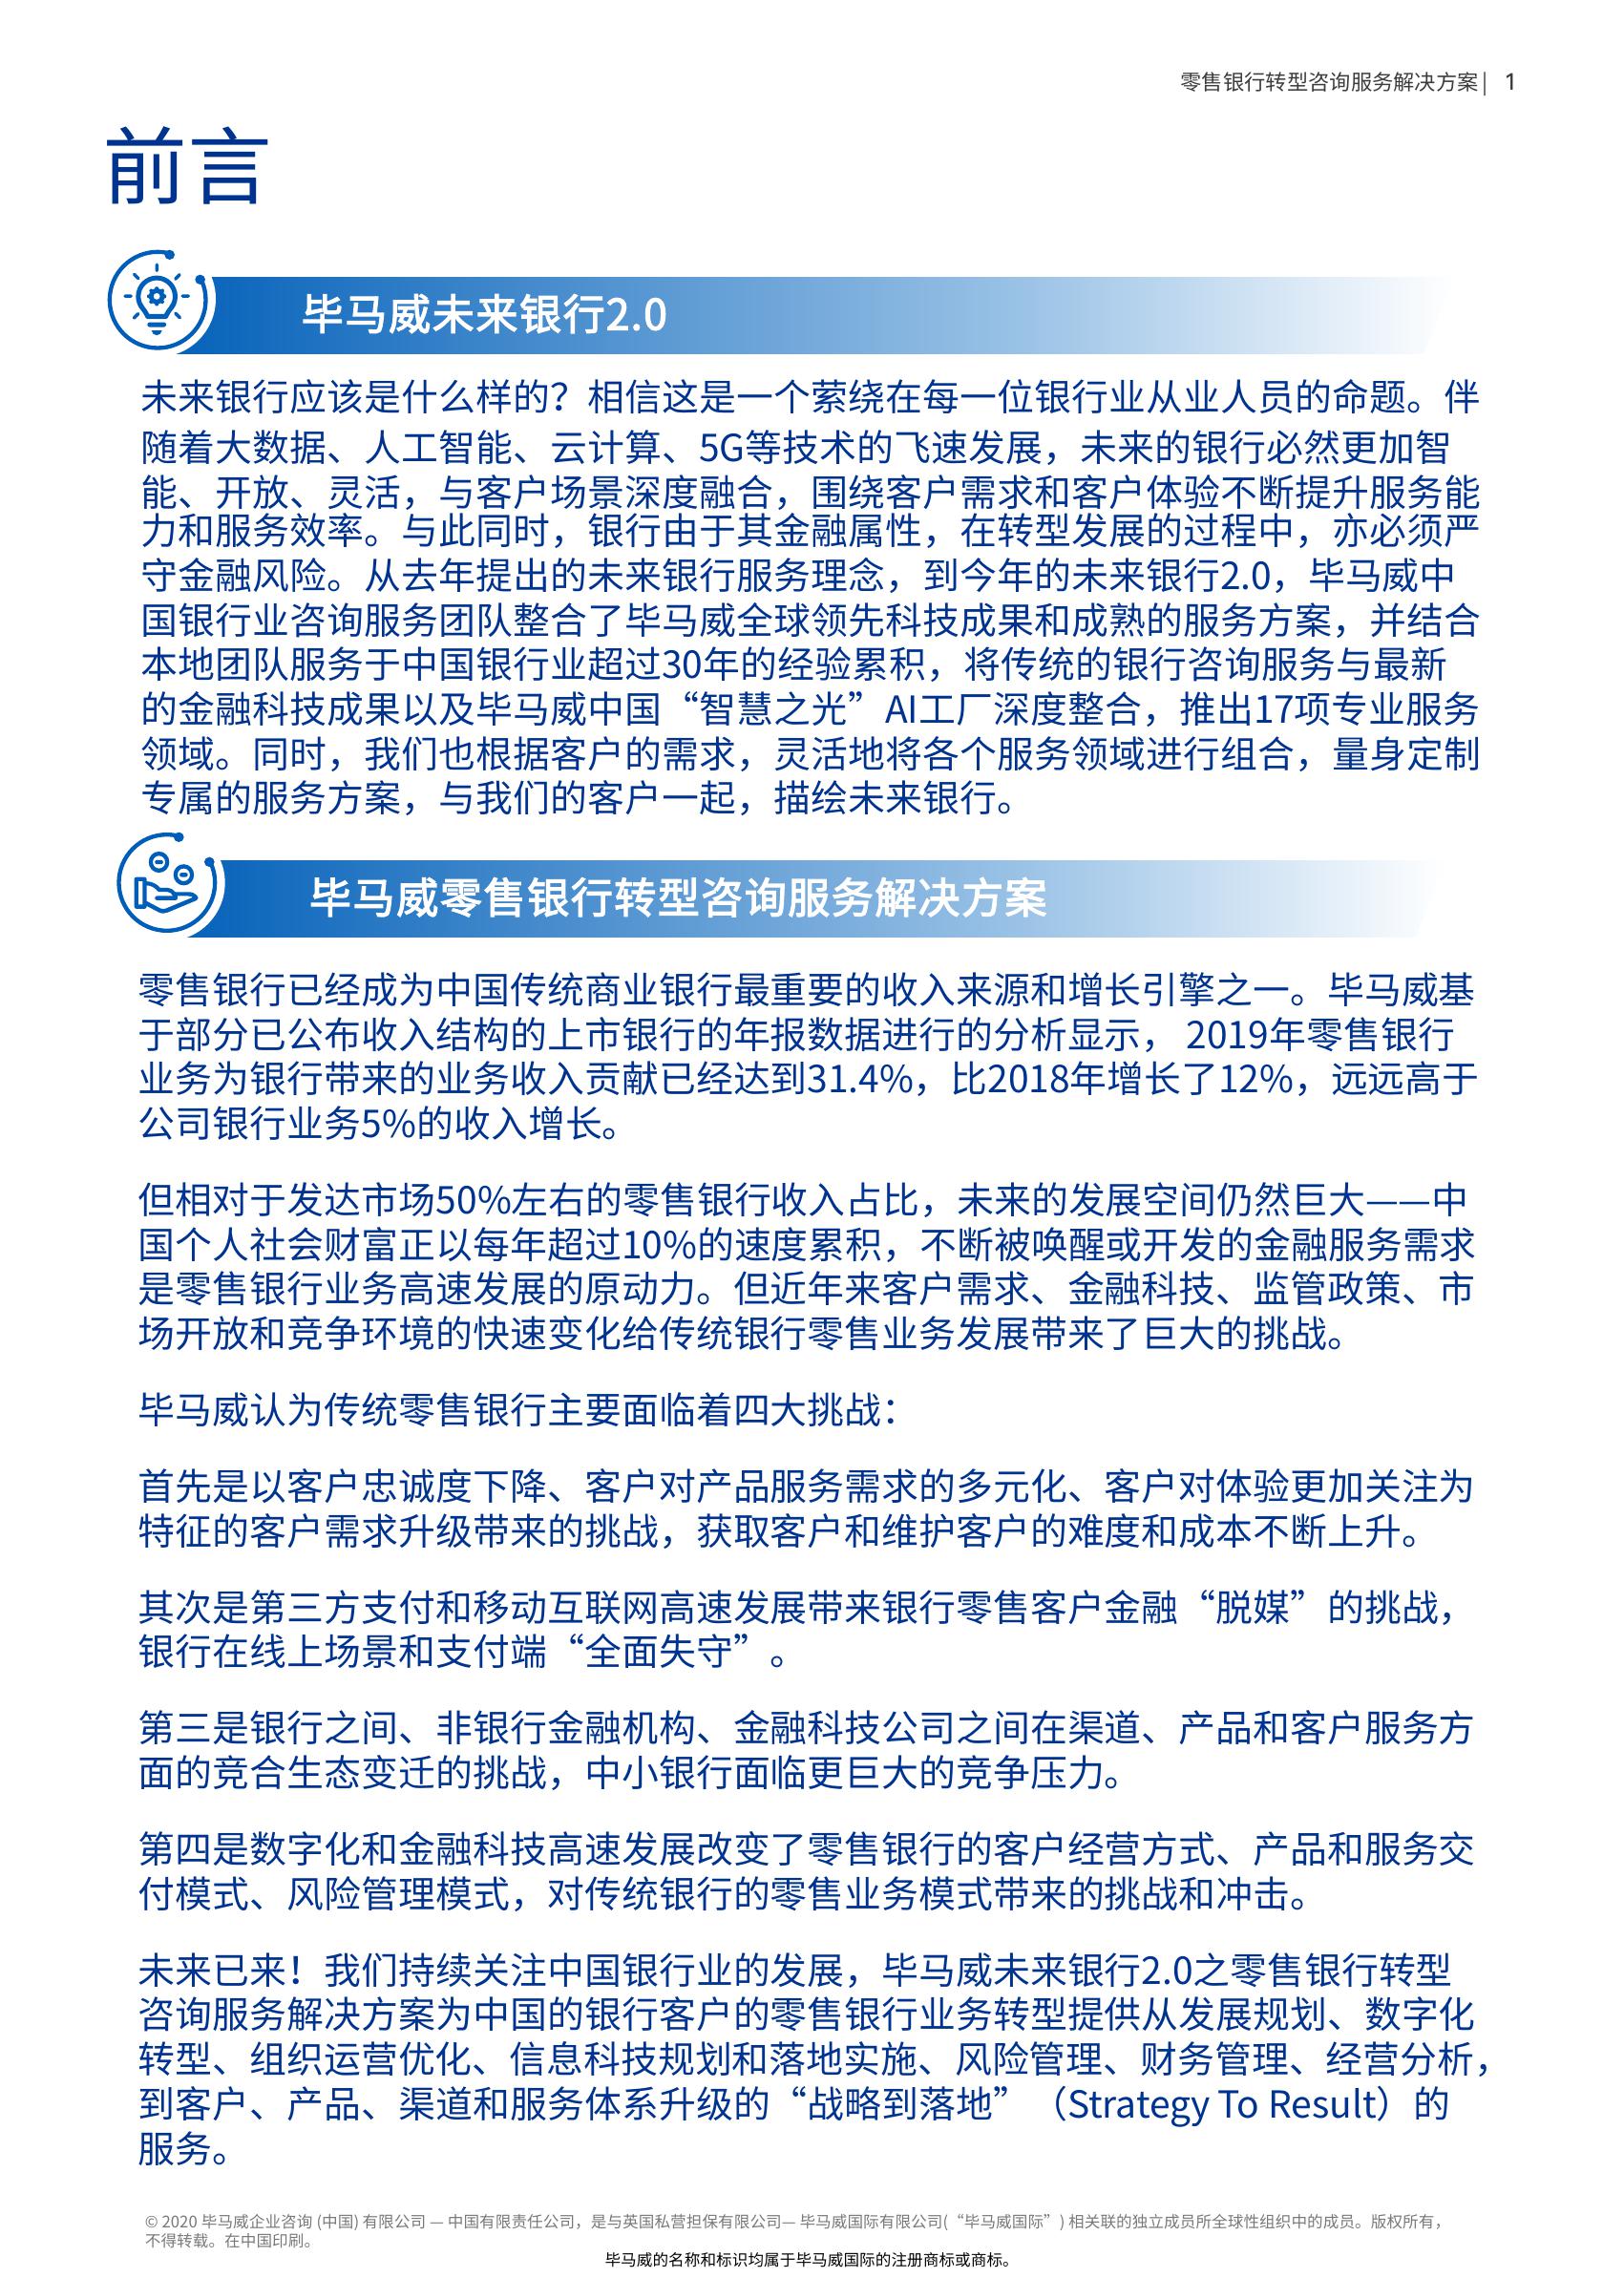 零售银行转型咨询服务解决方案| 1
前言
毕马威未来银行2.0
未来银行应该是什么样的？相信这是一个萦绕在每一位银行业从业人员的命题。伴
随着大数据、人工智能、云计算、5G等技术的飞速发展，未来的银行必然更加智
能、开放、灵活，与客户场景深度融合，围绕客户需求和客户体验不断提升服务能
力和服务效率。与此同时，银行由于其金融属性，在转型发展的过程中，亦必须严
守金融风险。从去年提出的未来银行服务理念，到今年的未来银行2.0，毕马威中
国银行业咨询服务团队整合了毕马威全球领先科技成果和成熟的服务方案，并结合
本地团队服务于中国银行业超过30年的经验累积，将传统的银行咨询服务与最新
的金融科技成果以及毕马威中国“智慧之光”AI工厂深度整合，推出17项专业服务
领域。同时，我们也根据客户的需求，灵活地将各个服务领域进行组合，量身定制
专属的服务方案，与我们的客户一起，描绘未来银行。
毕马威零售银行转型咨询服务解决方案
零售银行已经成为中国传统商业银行最重要的收入来源和增长引擎之一。毕马威基
于部分已公布收入结构的上市银行的年报数据进行的分析显示， 2019年零售银行
业务为银行带来的业务收入贡献已经达到31.4%，比2018年增长了12%，远远高于
公司银行业务5%的收入增长。
但相对于发达市场50%左右的零售银行收入占比，未来的发展空间仍然巨大——中
国个人社会财富正以每年超过10%的速度累积，不断被唤醒或开发的金融服务需求
是零售银行业务高速发展的原动力。但近年来客户需求、金融科技、监管政策、市
场开放和竞争环境的快速变化给传统银行零售业务发展带来了巨大的挑战。
毕马威认为传统零售银行主要面临着四大挑战：
首先是以客户忠诚度下降、客户对产品服务需求的多元化、客户对体验更加关注为
特征的客户需求升级带来的挑战，获取客户和维护客户的难度和成本不断上升。
其次是第三方支付和移动互联网高速发展带来银行零售客户金融“脱媒”的挑战，
银行在线上场景和支付端“全面失守”。
第三是银行之间、非银行金融机构、金融科技公司之间在渠道、产品和客户服务方
面的竞合生态变迁的挑战，中小银行面临更巨大的竞争压力。
第四是数字化和金融科技高速发展改变了零售银行的客户经营方式、产品和服务交
付模式、风险管理模式，对传统银行的零售业务模式带来的挑战和冲击。
未来已来！我们持续关注中国银行业的发展，毕马威未来银行2.0之零售银行转型
咨询服务解决方案为中国的银行客户的零售银行业务转型提供从发展规划、数字化
转型、组织运营优化、信息科技规划和落地实施、风险管理、财务管理、经营分析，
到客户、产品、渠道和服务体系升级的“战略到落地”（Strategy To Result）的
服务。
© 2020 毕马威企业咨询 (中国) 有限公司 — 中国有限责任公司，是与英国私营担保有限公司— 毕马威国际有限公司(“毕马威国际”) 相关联的独立成员所全球性组织中的成员。版权所有，
不得转载。在中国印刷。
毕马威的名称和标识均属于毕马威国际的注册商标或商标。